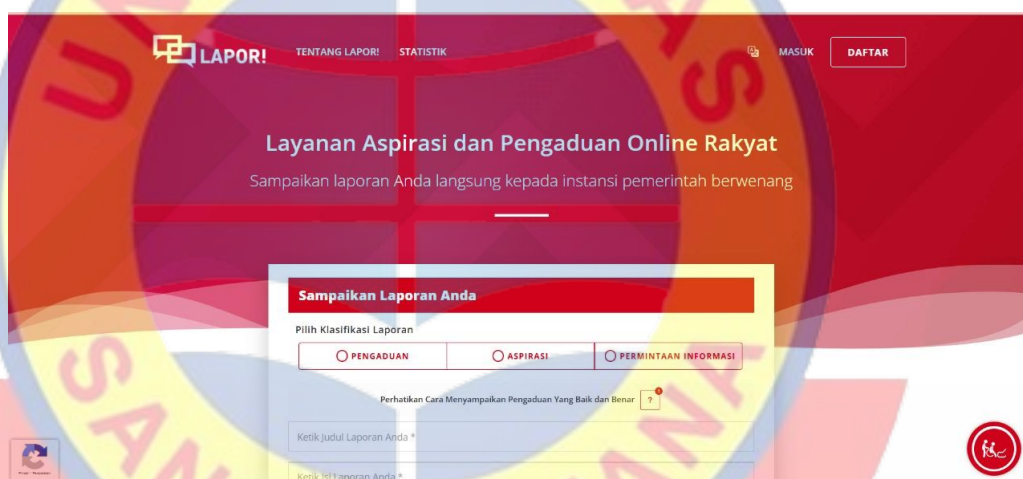 LAPOR!
TENTANG LAPOR! STATISTIK MASUK DAFTAR
Layanan Aspirasi dan Pengaduan Online Rakyat
Sampaikan laporan Anda langsung kepada instansi pemerintah berwenang
Sampaikan Laporan Anda
Pilih Klasifikasi Laporan
PENGADUAN ASPIRASI PERMINTAAN INFORMASI
Perhatikan Cara Menyampaikan Pengaduan Yang Baik dan Benar ?
Ketik Judul Laporan Anda *
Ketik Isi Laporan Anda *